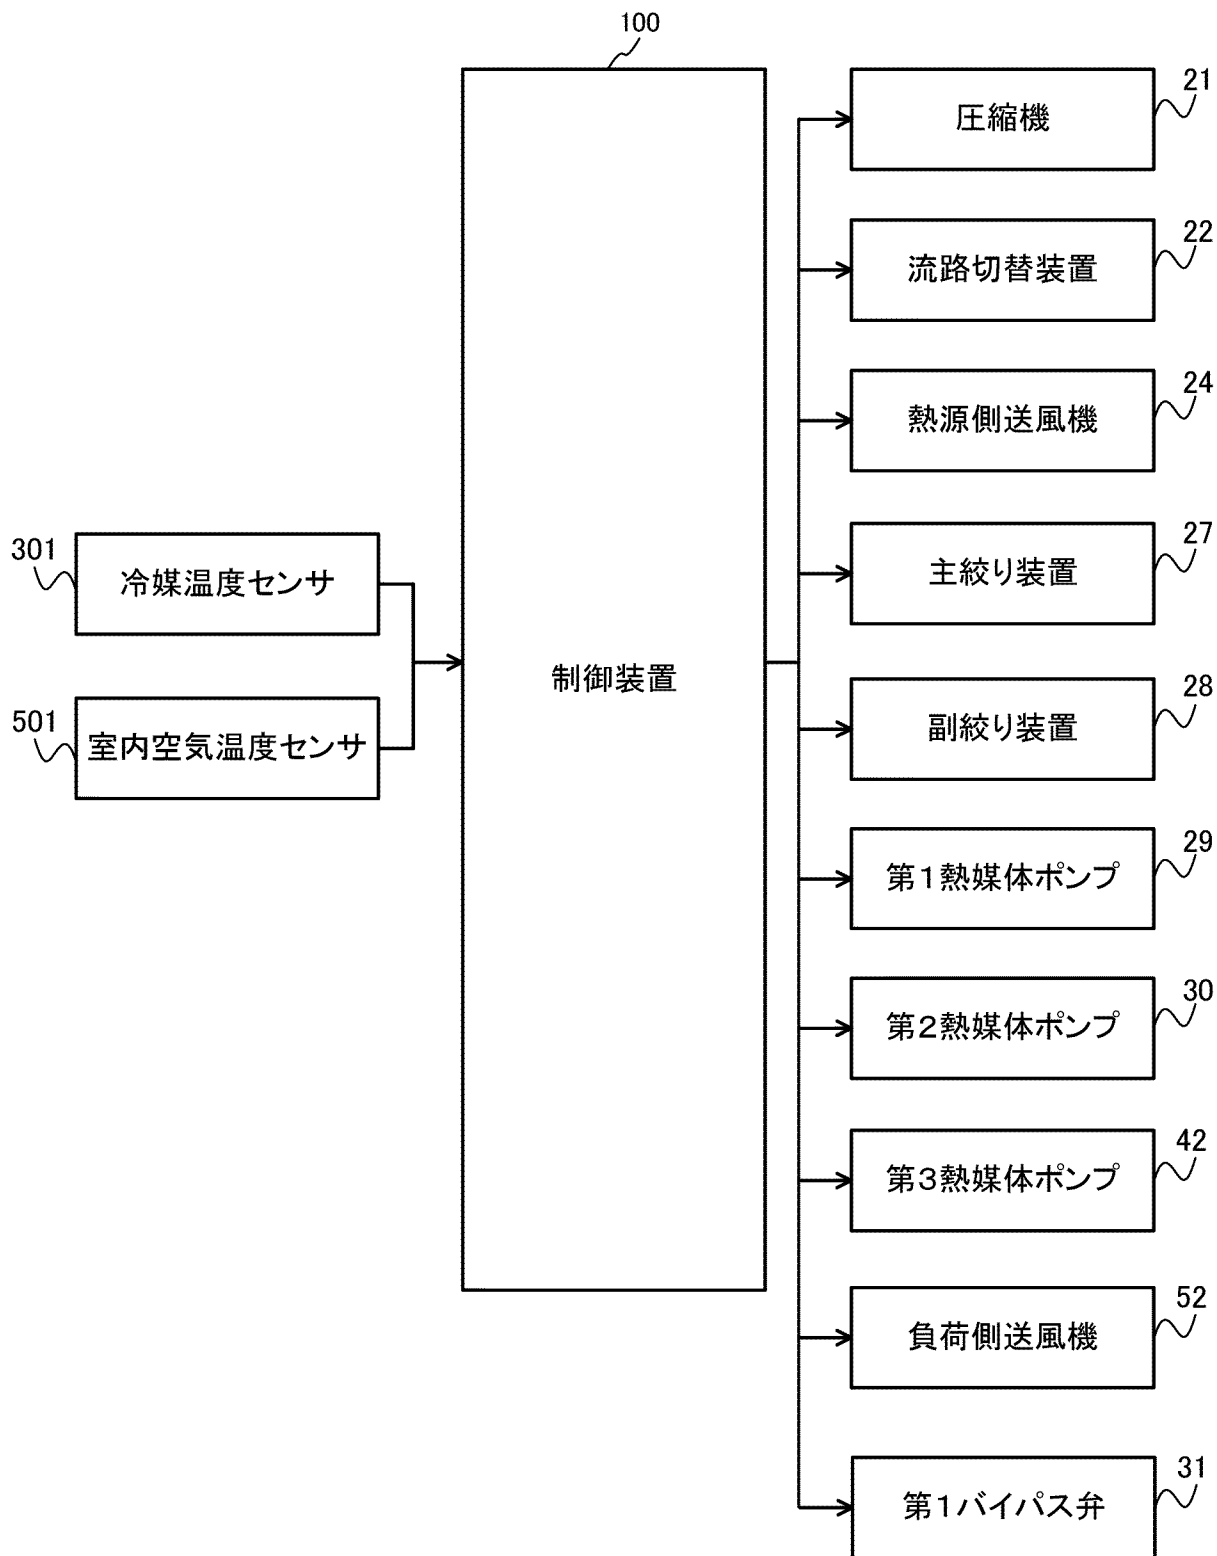 100
制御装置
301
冷媒温度センサ
501
室内空気温度センサ
圧縮機
21
流路切替装置
22
熱源側送風機
24
主絞り装置
27
副絞り装置
28
第1熱媒体ポンプ
29
第2熱媒体ポンプ
30
第3熱媒体ポンプ
42
負荷側送風機
52
第1バイパス弁
31